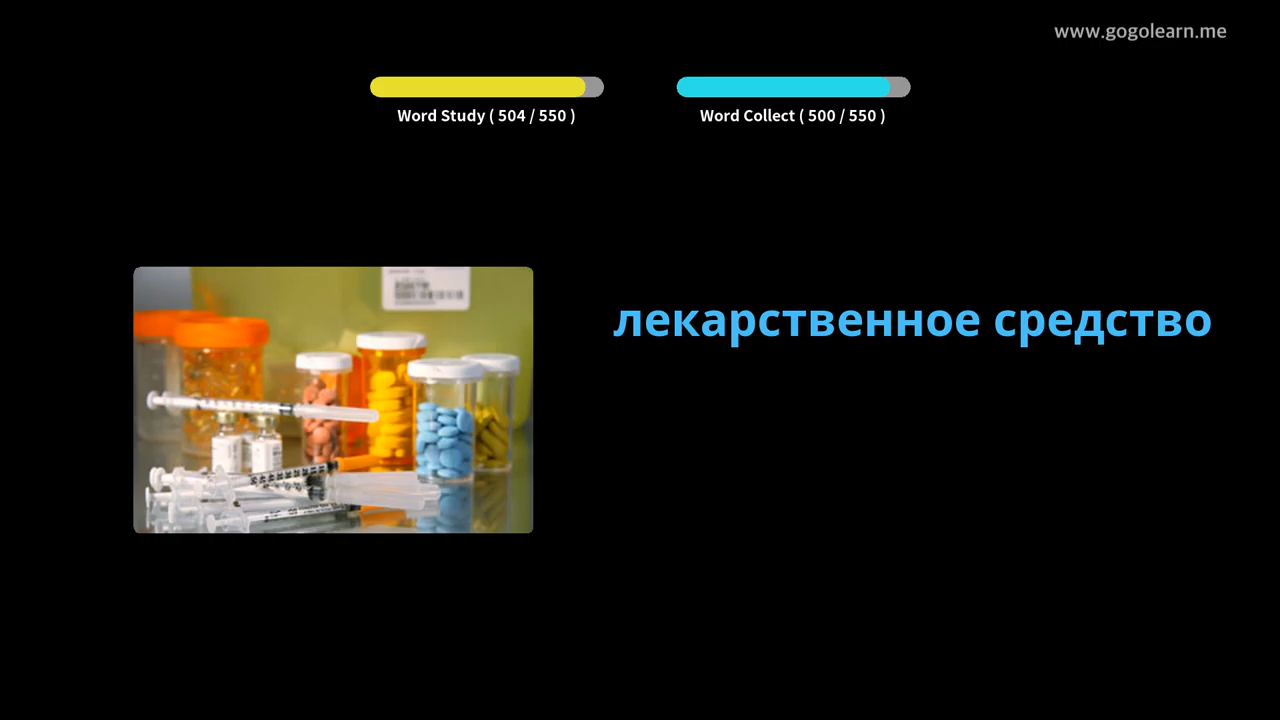 www.gogolearn.me
Word Study ( 504 / 550 )
Word Collect ( 500 / 550 )
лекарственное средство